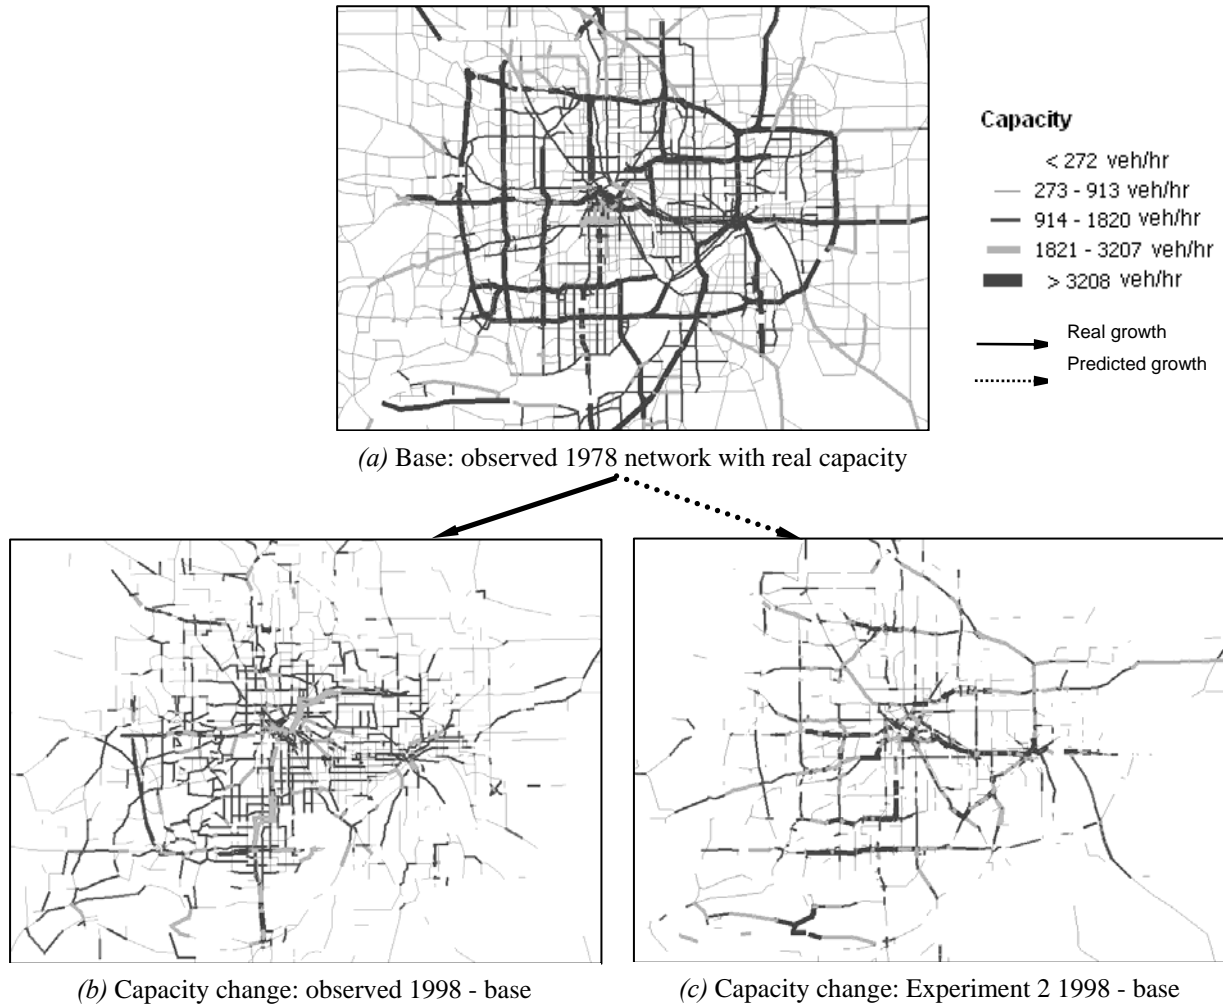 Capacity
< 272 veh/hr
273 - 913 veh/hr
914 - 1820 veh/hr
1821 - 3207 veh/hr
> 3208 veh/hr
Real growth
Predicted growth
(a) Base: observed 1978 network with real capacity
(b) Capacity change: observed 1998 - base
(c) Capacity change: Experiment 2 1998 - base